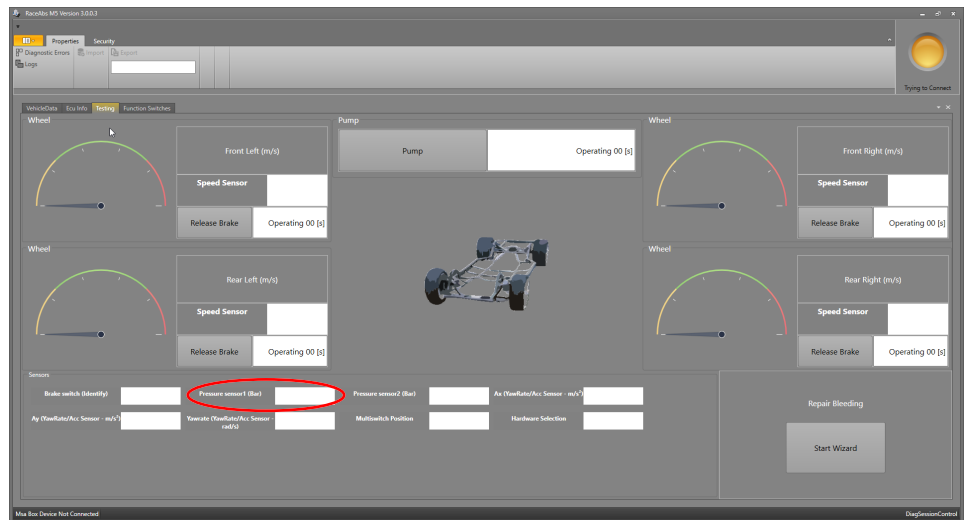 RaceAbs M5 Version 3.0.0.3
Properties Security
Diagnostic Errors Import Export
Logs
Trying to Connect
VehicleData Ecu Info Testing Function Switches
Wheel
Front Left (m/s)
Speed Sensor
Release Brake Operating 00 [s]
Pump
Pump Operating 00 [s]
Wheel
Front Right (m/s)
Speed Sensor
Release Brake Operating 00 [s]
Wheel
Rear Left (m/s)
Speed Sensor
Release Brake Operating 00 [s]
Wheel
Rear Right (m/s)
Speed Sensor
Release Brake Operating 00 [s]
Sensors
Brake switch (Identify) Pressure sensor1 (Bar) Pressure sensor2 (Bar) Ax (YawRate/Acc Sensor - m/s²)
Ay (YawRate/Acc Sensor - m/s²) Yawrate (YawRate/Acc Sensor -
rad/s)
Multiswitch Position Hardware Selection
Repair Bleeding
Start Wizard
Msa Box Device Not Connected DiagSessionControl